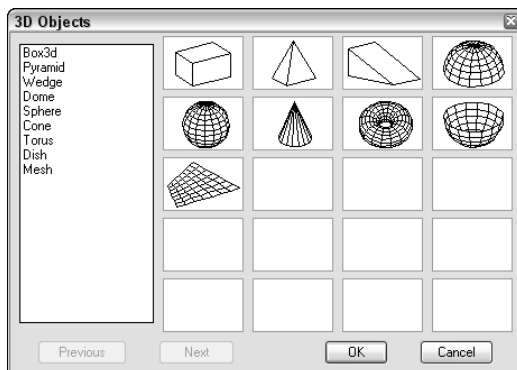 3D Objects
Box3d
Pyramid
Wedge
Dome
Sphere
Cone
Torus
Dish
Mesh
Previous
Next
OK
Cancel